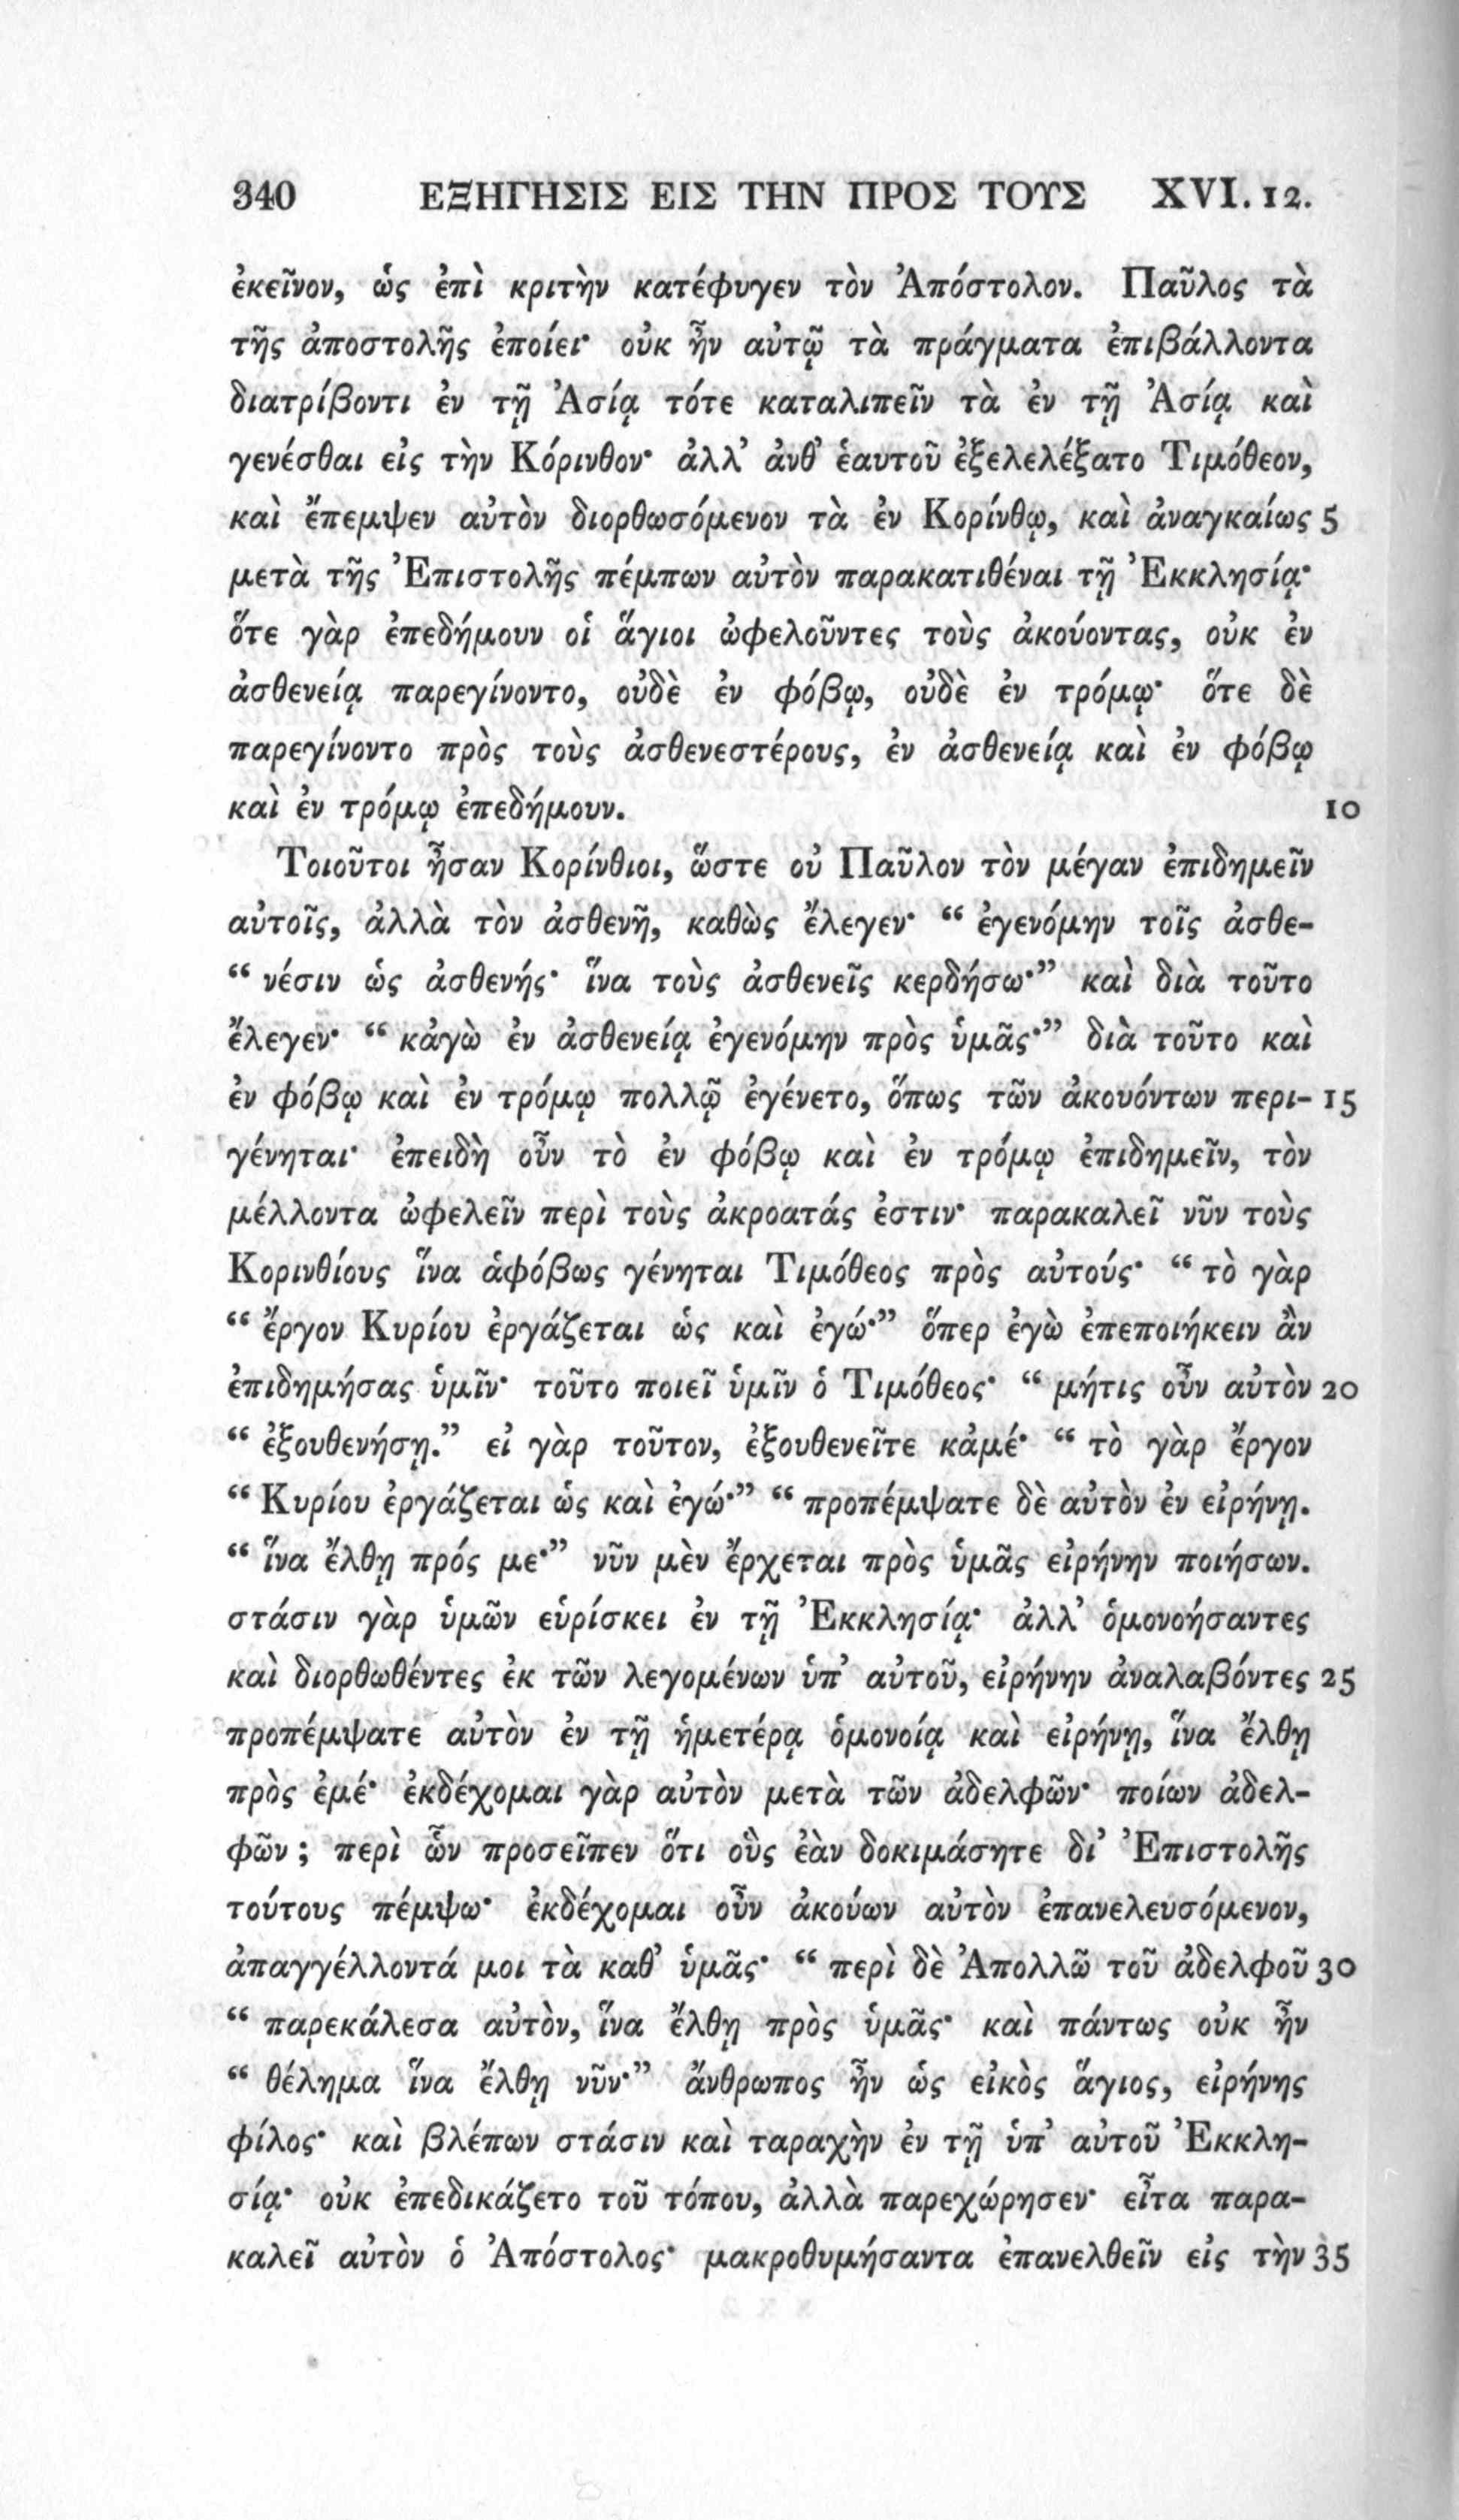 340 ΕΞΗΓΗΣΙΣ ΕΙΣ ΤΗΝ ΠΡΟΣ ΤΟΥΣ XVI. 12.
ἐκεῖνον, ὡς ἐπὶ κριτὴν κατέφυγεν τὸν Ἀπόστολον. Παῦλος τὰ
τῆς ἀποστολῆς ἐποίει· οὐκ ἦν αὐτῷ τὰ πράγματα ἐπιβάλλοντα
διατρίβοντι ἐν τῇ Ἀσίᾳ τότε καταλιπεῖν τὰ ἐν τῇ Ἀσίᾳ καὶ
γενέσθαι εἰς τὴν Κόρινθον· ἀλλ’ ἀνθ’ ἑαυτοῦ ἐξελελέξατο Τιμόθεον,
καὶ ἔπεμψεν αὐτὸν διορθωσόμενον τὰ ἐν Κορίνθῳ, καὶ ἀναγκαίως 5
μετὰ τῆς Ἐπιστολῆς πέμπων αὐτὸν παρακατιθέναι τῇ Ἐκκλησίᾳ·
ὅτε γὰρ ἐπεδήμουν οἱ ἅγιοι ὠφελοῦντες τοὺς ἀκούοντας, οὐκ ἐν
ἀσθενείᾳ παρεγίνοντο, οὐδὲ ἐν φόβῳ, οὐδὲ ἐν τρόμῳ· ὅτε δὲ
παρεγίνοντο πρὸς τοὺς ἀσθενεστέρους, ἐν ἀσθενείᾳ καὶ ἐν φόβῳ
καὶ ἐν τρόμῳ ἐπεδήμουν. 10
Τοιοῦτοι ἦσαν Κορίνθιοι, ὥστε οὐ Παῦλον τὸν μέγαν ἐπιδημεῖν
αὐτοῖς, ἀλλὰ τὸν ἀσθενῆ, καθὼς ἔλεγεν· “ ἐγενόμην τοῖς ἀσθε-
“ νέσιν ὡς ἀσθενής· ἵνα τοὺς ἀσθενεῖς κερδήσω·” καὶ διὰ τοῦτο
ἔλεγεν· “ κἀγὼ ἐν ἀσθενείᾳ ἐγενόμην πρὸς ὑμᾶς·” διὰ τοῦτο καὶ
ἐν φόβῳ καὶ ἐν τρόμῳ πολλῷ ἐγένετο, ὅπως τῶν ἀκουόντων περι- 15
γένηται· ἐπειδὴ οὖν τὸ ἐν φόβῳ καὶ ἐν τρόμῳ ἐπιδημεῖν, τὸν
μέλλοντα ὠφελεῖν περὶ τοὺς ἀκροατάς ἐστιν· παρακαλεῖ νῦν τοὺς
Κορινθίους ἵνα ἀφόβως γένηται Τιμόθεος πρὸς αὐτούς· “ τὸ γὰρ
“ ἔργον Κυρίου ἐργάζεται ὡς καὶ ἐγώ·” ὅπερ ἐγὼ ἐπεποιήκειν ἂν
ἐπιδημήσας ὑμῖν· τοῦτο ποιεῖ ὑμῖν ὁ Τιμόθεος· “ μήτις οὖν αὐτὸν 20
“ ἐξουθενήσῃ.” εἰ γὰρ τοῦτον, ἐξουθενεῖτε κἀμέ· “ τὸ γὰρ ἔργον
“ Κυρίου ἐργάζεται ὡς καὶ ἐγώ·” “ προπέμψατε δὲ αὐτὸν ἐν εἰρήνῃ.
“ ἵνα ἔλθῃ πρός με·” νῦν μὲν ἔρχεται πρὸς ὑμᾶς εἰρήνην ποιήσων.
στάσιν γὰρ ὑμῶν εὑρίσκει ἐν τῇ Ἐκκλησίᾳ· ἀλλ’ ὁμονοήσαντες
καὶ διορθωθέντες ἐκ τῶν λεγομένων ὑπ’ αὐτοῦ, εἰρήνην ἀναλαβόντες 25
προπέμψατε αὐτὸν ἐν τῇ ἡμετέρᾳ ὁμονοίᾳ καὶ εἰρήνῃ, ἵνα ἔλθῃ
πρὸς ἐμέ· ἐκδέχομαι γὰρ αὐτὸν μετὰ τῶν ἀδελφῶν· ποίων ἀδελ-
φῶν ; περὶ ὧν προσεῖπεν ὅτι οὓς ἐὰν δοκιμάσητε δι’ Ἐπιστολῆς
τούτους πέμψω· ἐκδέχομαι οὖν ἀκούων αὐτὸν ἐπανελευσόμενον,
ἀπαγγέλλοντά μοι τὰ καθ’ ὑμᾶς· “ περὶ δὲ Ἀπολλῶ τοῦ ἀδελφοῦ 30
“ παρεκάλεσα αὐτὸν, ἵνα ἔλθῃ πρὸς ὑμᾶς· καὶ πάντως οὐκ ἦν
“ θέλημα ἵνα ἔλθῃ νῦν·” ἄνθρωπος ἦν ὡς εἰκὸς ἅγιος, εἰρήνης
φίλος· καὶ βλέπων στάσιν καὶ ταραχὴν ἐν τῇ ὑπ’ αὐτοῦ Ἐκκλη-
σίᾳ· οὐκ ἐπεδικάζετο τοῦ τόπου, ἀλλὰ παρεχώρησεν· εἶτα παρα-
καλεῖ αὐτὸν ὁ Ἀπόστολος· μακροθυμήσαντα ἐπανελθεῖν εἰς τὴν 35